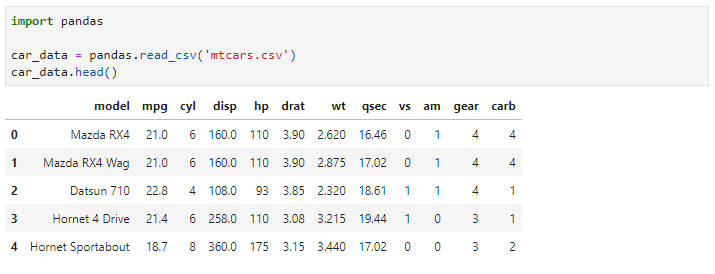 import pandas
car_data = pandas.read_csv('mtcars.csv')
car_data.head()
model mpg cyl disp hp drat wt qsec vs am gear carb
0 Mazda RX4 21.0 6 160.0 110 3.90 2.620 16.46 0 1 4 4
1 Mazda RX4 Wag 21.0 6 160.0 110 3.90 2.875 17.02 0 1 4 4
2 Datsun 710 22.8 4 108.0 93 3.85 2.320 18.61 1 1 4 1
3 Hornet 4 Drive 21.4 6 258.0 110 3.08 3.215 19.44 1 0 3 1
4 Hornet Sportabout 18.7 8 360.0 175 3.15 3.440 17.02 0 0 3 2